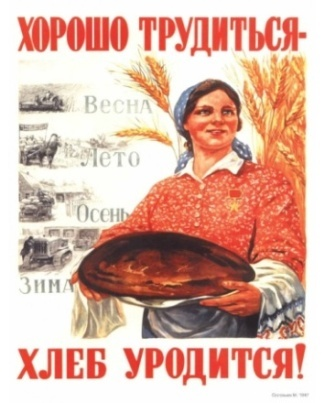 ХОРОШО ТРУДИТЬСЯ-
Весна
Лето
Осень
Зима
ХЛЕБ УРОДИТСЯ!